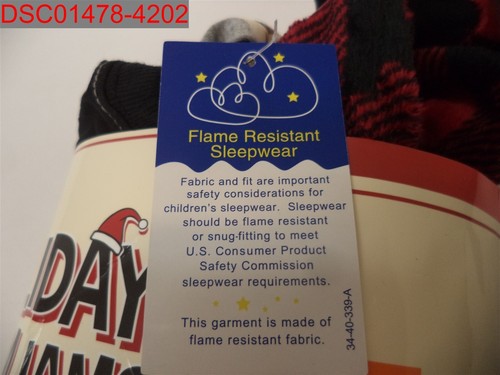 DSC01478-4202
Flame Resistant
Sleepwear
Fabric and fit are important
safety considerations for
children's sleepwear. Sleepwear
should be flame resistant
or snug-fitting to meet
U.S. Consumer Product
Safety Commission
sleepwear requirements.
This garment is made of
flame resistant fabric.
34-40-339-A
LIDAY